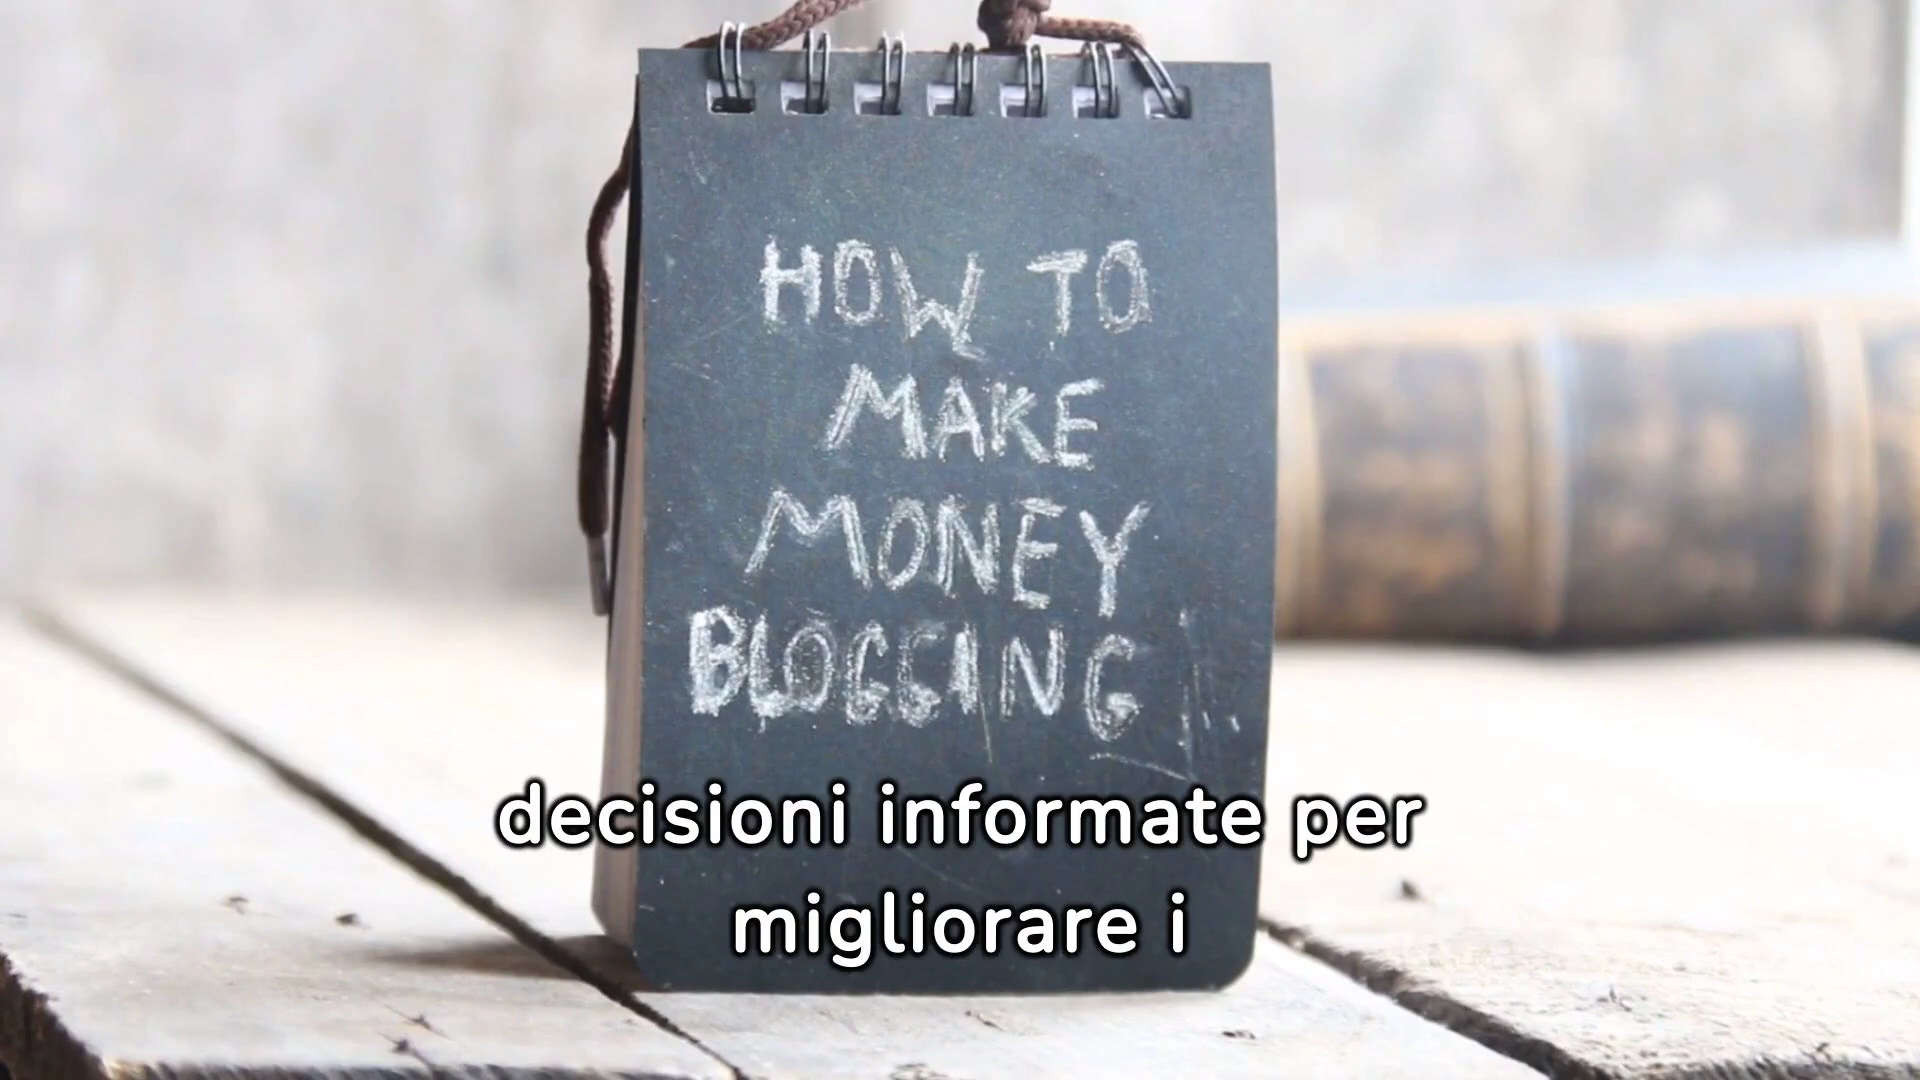 HOW TO
MAKE
MONEY
BLOGGING
decisioni informate per
migliorare i